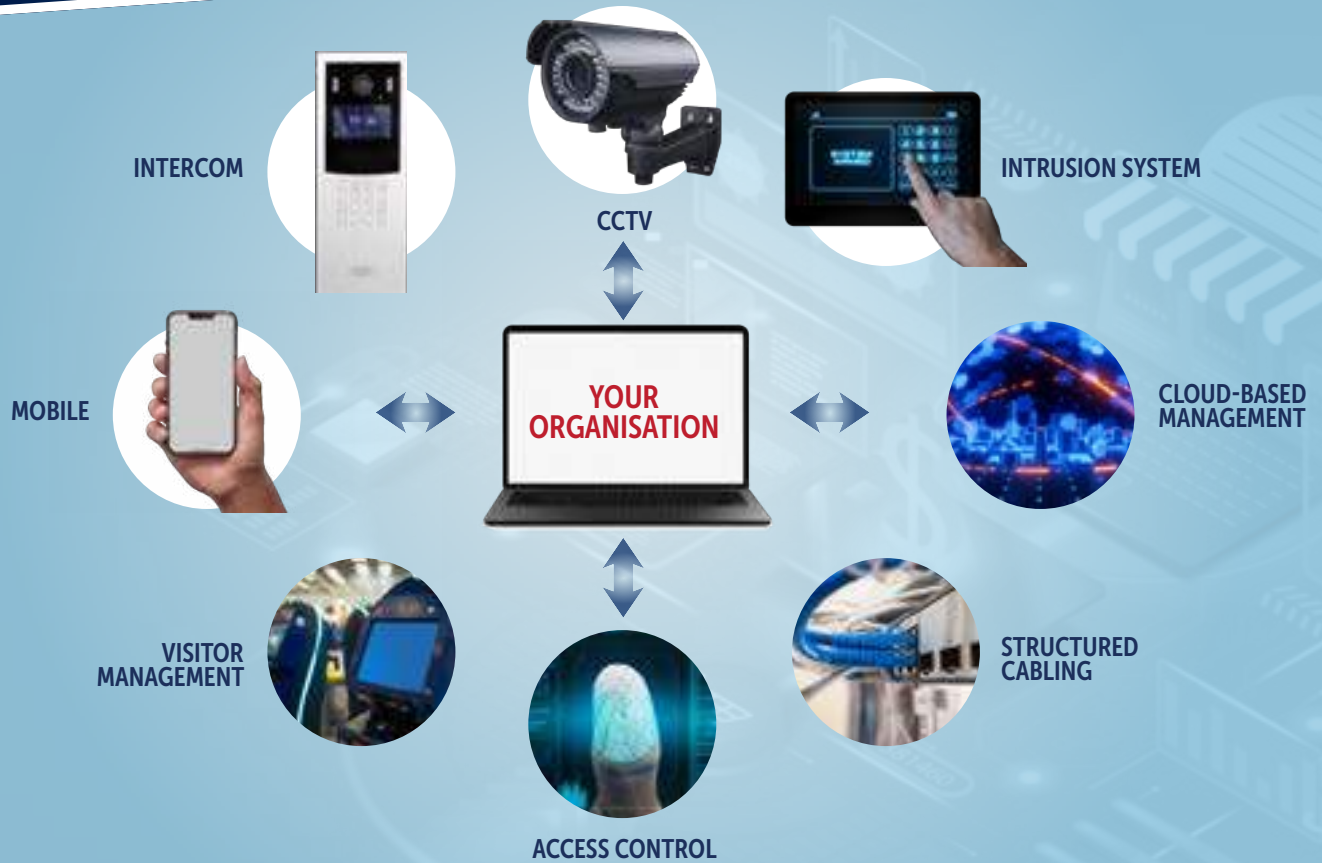 INTERCOM
CCTV
INTRUSION SYSTEM
MOBILE
YOUR
ORGANISATION
CLOUD-BASED
MANAGEMENT
VISITOR
MANAGEMENT
STRUCTURED
CABLING
ACCESS CONTROL